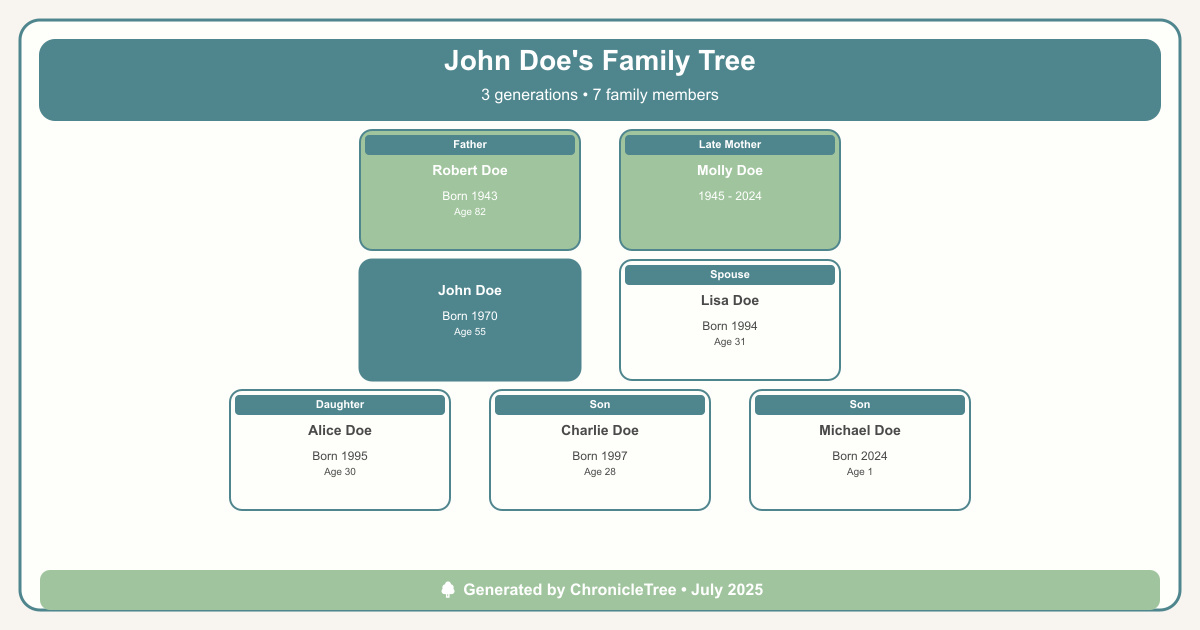 John Doe's Family Tree
3 generations • 7 family members
Father
Robert Doe
Born 1943
Age 82
Late Mother
Molly Doe
1945 - 2024
John Doe
Born 1970
Age 55
Spouse
Lisa Doe
Born 1994
Age 31
Daughter
Alice Doe
Born 1995
Age 30
Son
Charlie Doe
Born 1997
Age 28
Son
Michael Doe
Born 2024
Age 1
Generated by ChronicleTree • July 2025